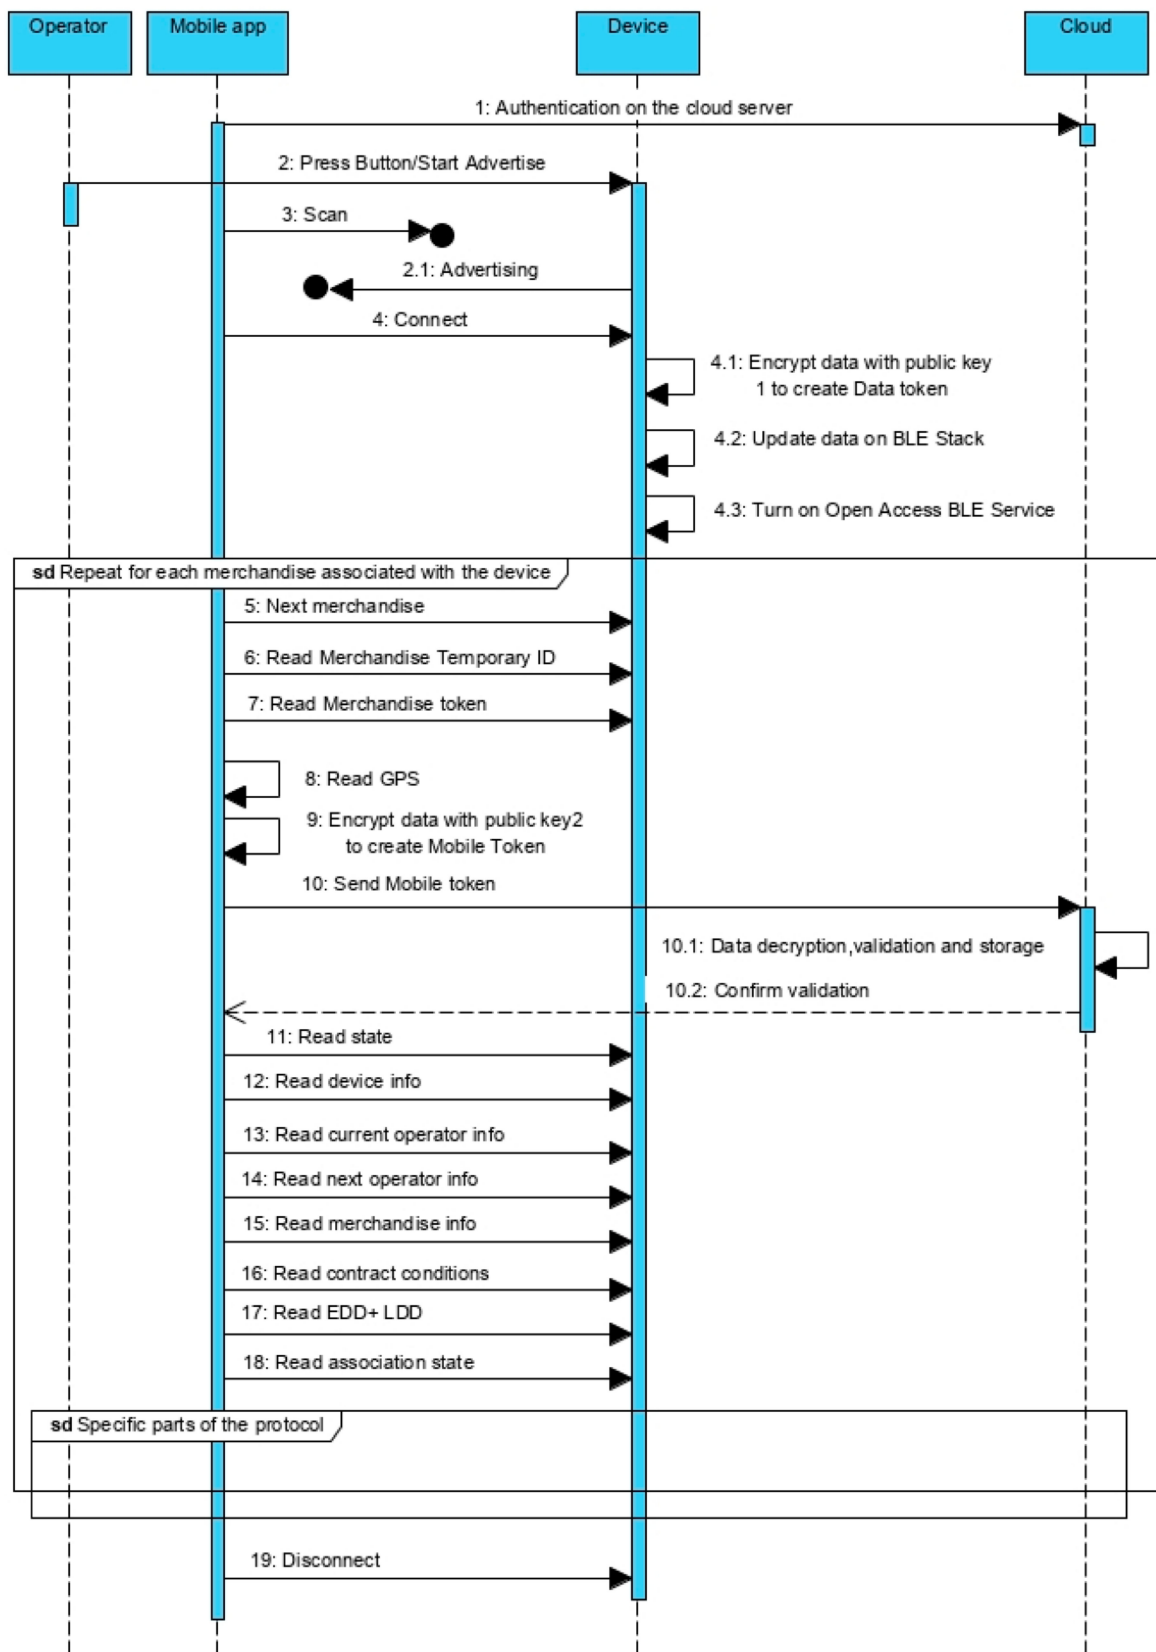 Operator
Mobile app
Device
Cloud
1: Authentication on the cloud server
2: Press Button/Start Advertise
3: Scan
2.1: Advertising
4: Connect
4.1: Encrypt data with public key
1 to create Data token
4.2: Update data on BLE Stack
4.3: Turn on Open Access BLE Service
sd Repeat for each merchandise associated with the device
5: Next merchandise
6: Read Merchandise Temporary ID
7: Read Merchandise token
8: Read GPS
9: Encrypt data with public key2
to create Mobile Token
10: Send Mobile token
10.1: Data decryption,validation and storage
10.2: Confirm validation
11: Read state
12: Read device info
13: Read current operator info
14: Read next operator info
15: Read merchandise info
16: Read contract conditions
17: Read EDD+ LDD
18: Read association state
sd Specific parts of the protocol
19: Disconnect